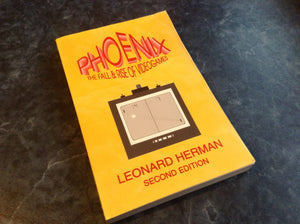 PHOENIX
THE FALL & RISE OF VIDEOGAMES
LEONARD HERMAN
SECOND EDITION